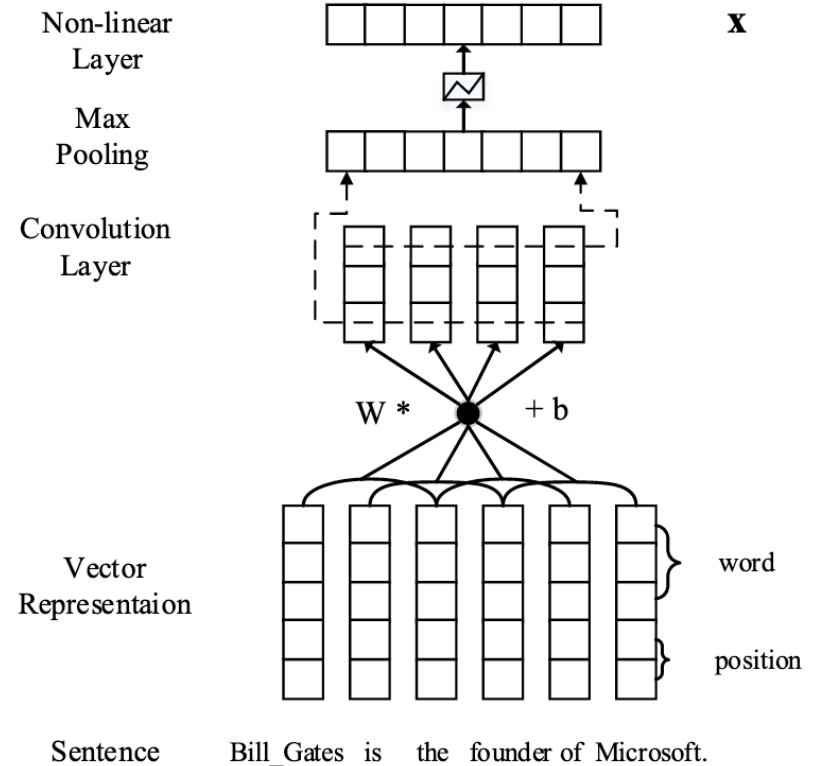 Non-linear
Layer
x
Max
Pooling
Convolution
Layer
W *
+ b
Vector
Representaion
word
position
Sentence
Bill_Gates is the founder of Microsoft.